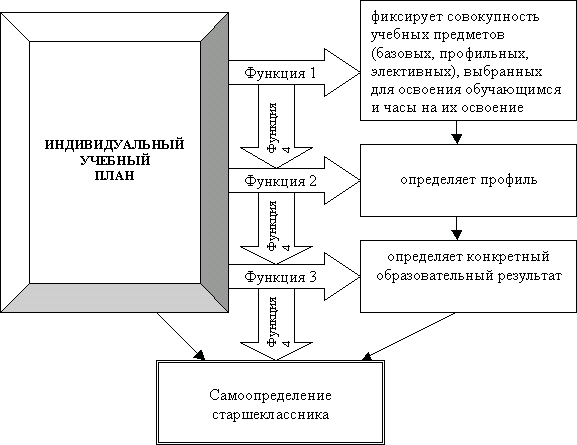 ИНДИВИДУАЛЬНЫЙ
УЧЕБНЫЙ
ПЛАН
Функция 1
фиксирует совокупность
учебных предметов
(базовых, профильных,
элективных), выбранных
для освоения обучающимся
и часы на их освоение
Функция
4
Функция 2
определяет профиль
Функция
4
Функция 3
определяет конкретный
образовательный результат
Функция
4
Самоопределение
старшеклассника